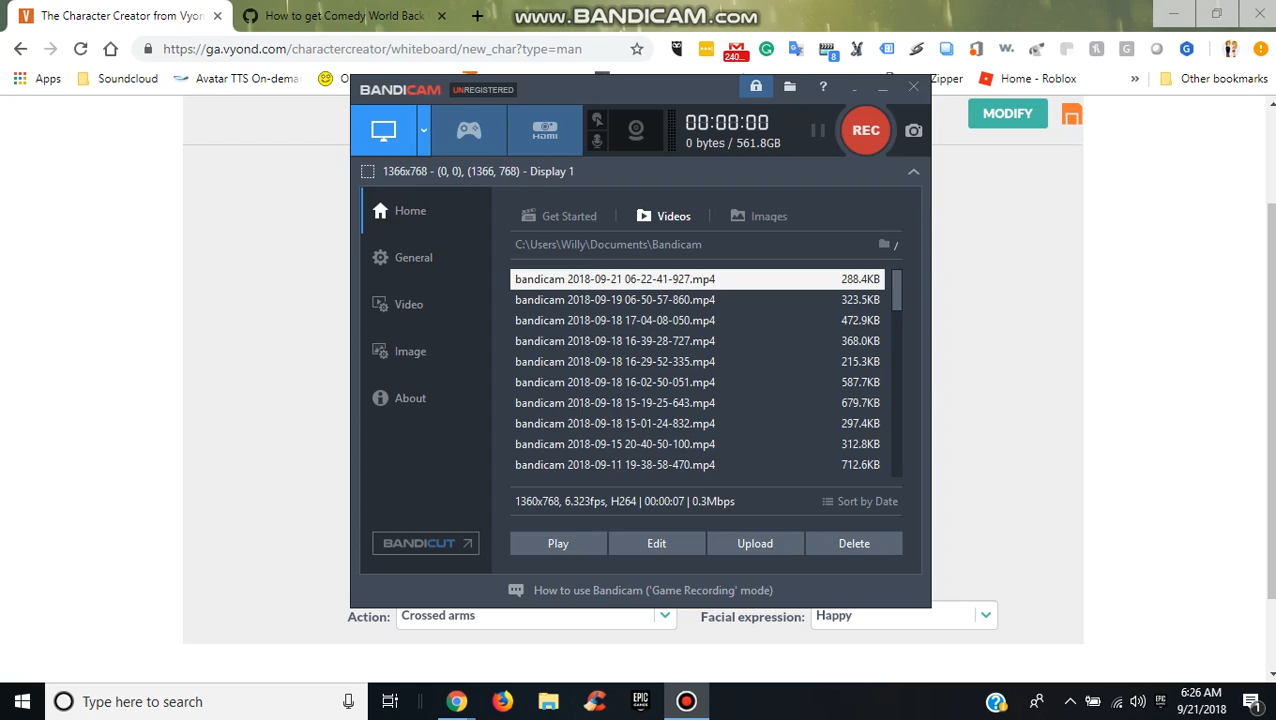 The Character Creator from Vyon
How to get Comedy World Back
www.BANDICAM.com
https://ga.vyond.com/charactercreator/whiteboard/new_char?type=man
240...
8
Apps
Soundcloud
Avatar TTS On-dema
Zipper
Home - Roblox
»
Other bookmarks
MODIFY
BANDICAM UNREGISTERED
HDMI
00:00:00
0 bytes / 561.8GB
REC
1366x768 - (0, 0), (1366, 768) - Display 1
Home
General
Video
Image
About
Get Started
Videos
Images
C:\Users\Willy\Documents\Bandicam
bandicam 2018-09-21 06-22-41-927.mp4 288.4KB
bandicam 2018-09-19 06-50-57-860.mp4 323.5KB
bandicam 2018-09-18 17-04-08-050.mp4 472.9KB
bandicam 2018-09-18 16-39-28-727.mp4 368.0KB
bandicam 2018-09-18 16-29-52-335.mp4 215.3KB
bandicam 2018-09-18 16-02-50-051.mp4 587.7KB
bandicam 2018-09-18 15-19-25-643.mp4 679.7KB
bandicam 2018-09-18 15-01-24-832.mp4 297.4KB
bandicam 2018-09-15 20-40-50-100.mp4 312.8KB
bandicam 2018-09-11 19-38-58-470.mp4 712.6KB
1360x768, 6.323fps, H264 | 00:00:07 | 0.3Mbps
Sort by Date
BANDICUT
Play
Edit
Upload
Delete
How to use Bandicam ('Game Recording' mode)
Action: Crossed arms
Facial expression: Happy
Type here to search
EPIC GAMES
6:26 AM
9/21/2018
1